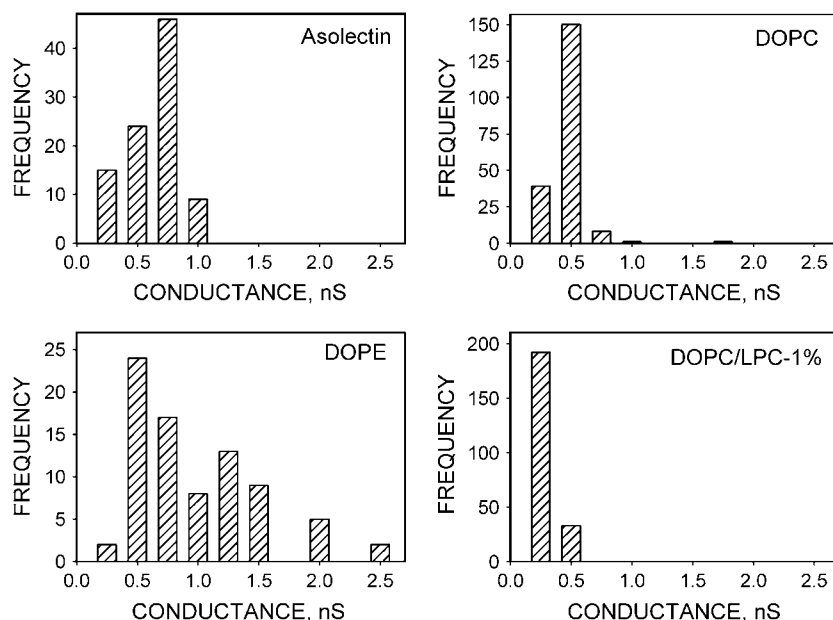 Asolectin
FREQUENCY
40
30
20
10
0
0.0 0.5 1.0 1.5 2.0 2.5
CONDUCTANCE, nS
DOPC
FREQUENCY
150
125
100
75
50
25
0
0.0 0.5 1.0 1.5 2.0 2.5
CONDUCTANCE, nS
DOPE
FREQUENCY
25
20
15
10
5
0
0.0 0.5 1.0 1.5 2.0 2.5
CONDUCTANCE, nS
DOPC/LPC-1%
FREQUENCY
200
150
100
50
0
0.0 0.5 1.0 1.5 2.0 2.5
CONDUCTANCE, nS